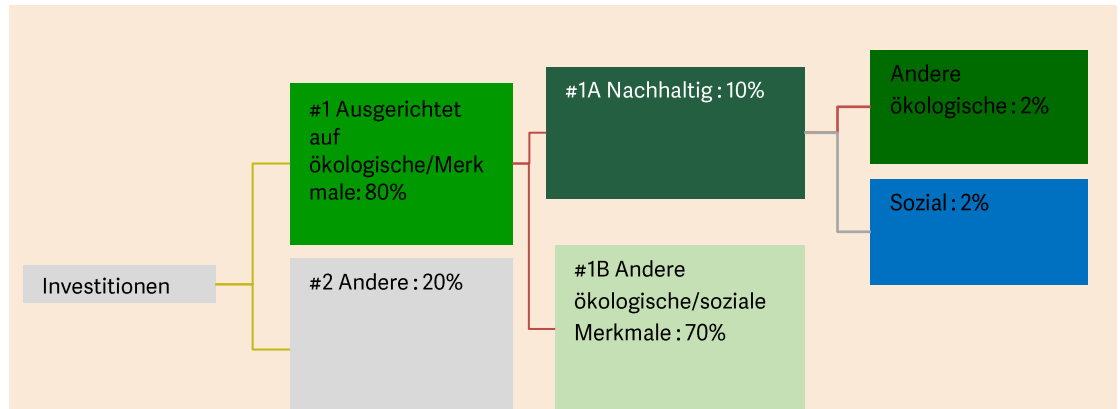 Investitionen
#1 Ausgerichtet
auf
ökologische/Merk
male: 80%
#2 Andere : 20%
#1A Nachhaltig : 10%
#1B Andere
ökologische/soziale
Merkmale : 70%
Andere
ökologische : 2%
Sozial : 2%